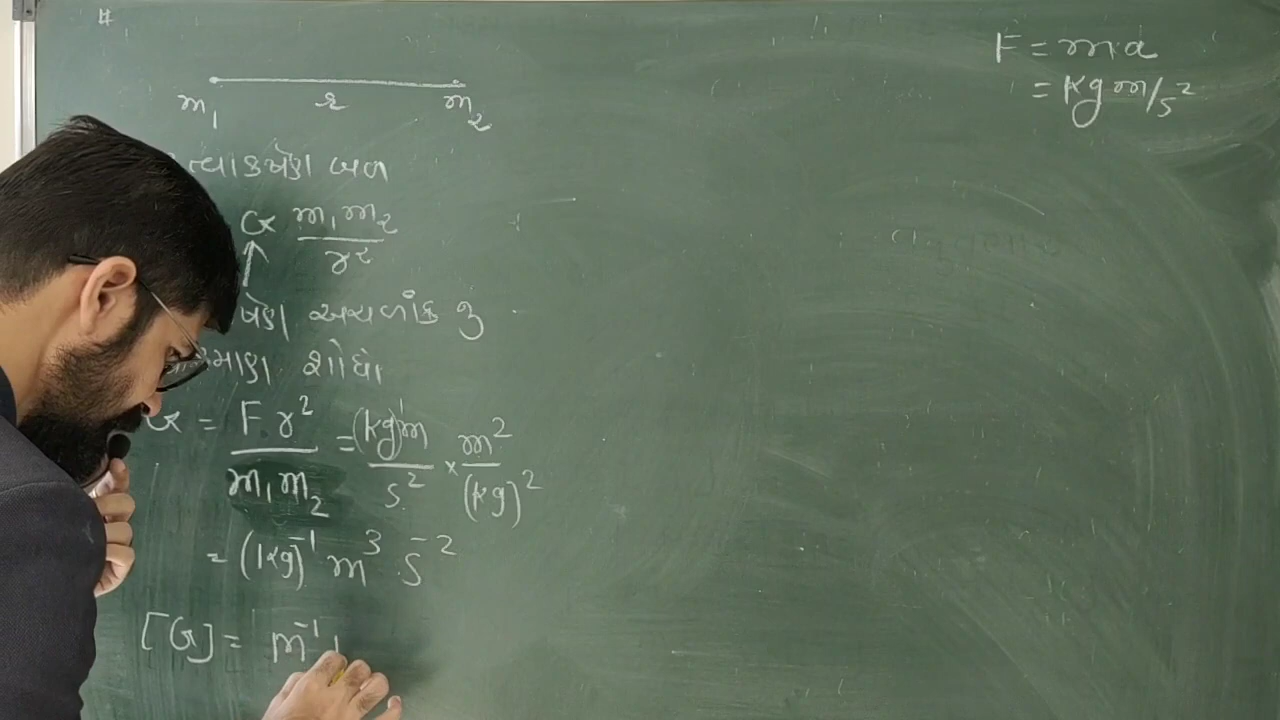 #
F = ma
= kg m/s²
m₁ r m₂
ત્વાકર્ષણ બળ
G m₁m₂ / r²
↑
ર્ષણ અચળાંક નુ
પરિમાણ શોધો
G = F r² / m₁m₂ = (kg)¹m / s² × m² / (kg)²
= (kg)⁻¹ m³ s⁻²
[G] = M⁻¹